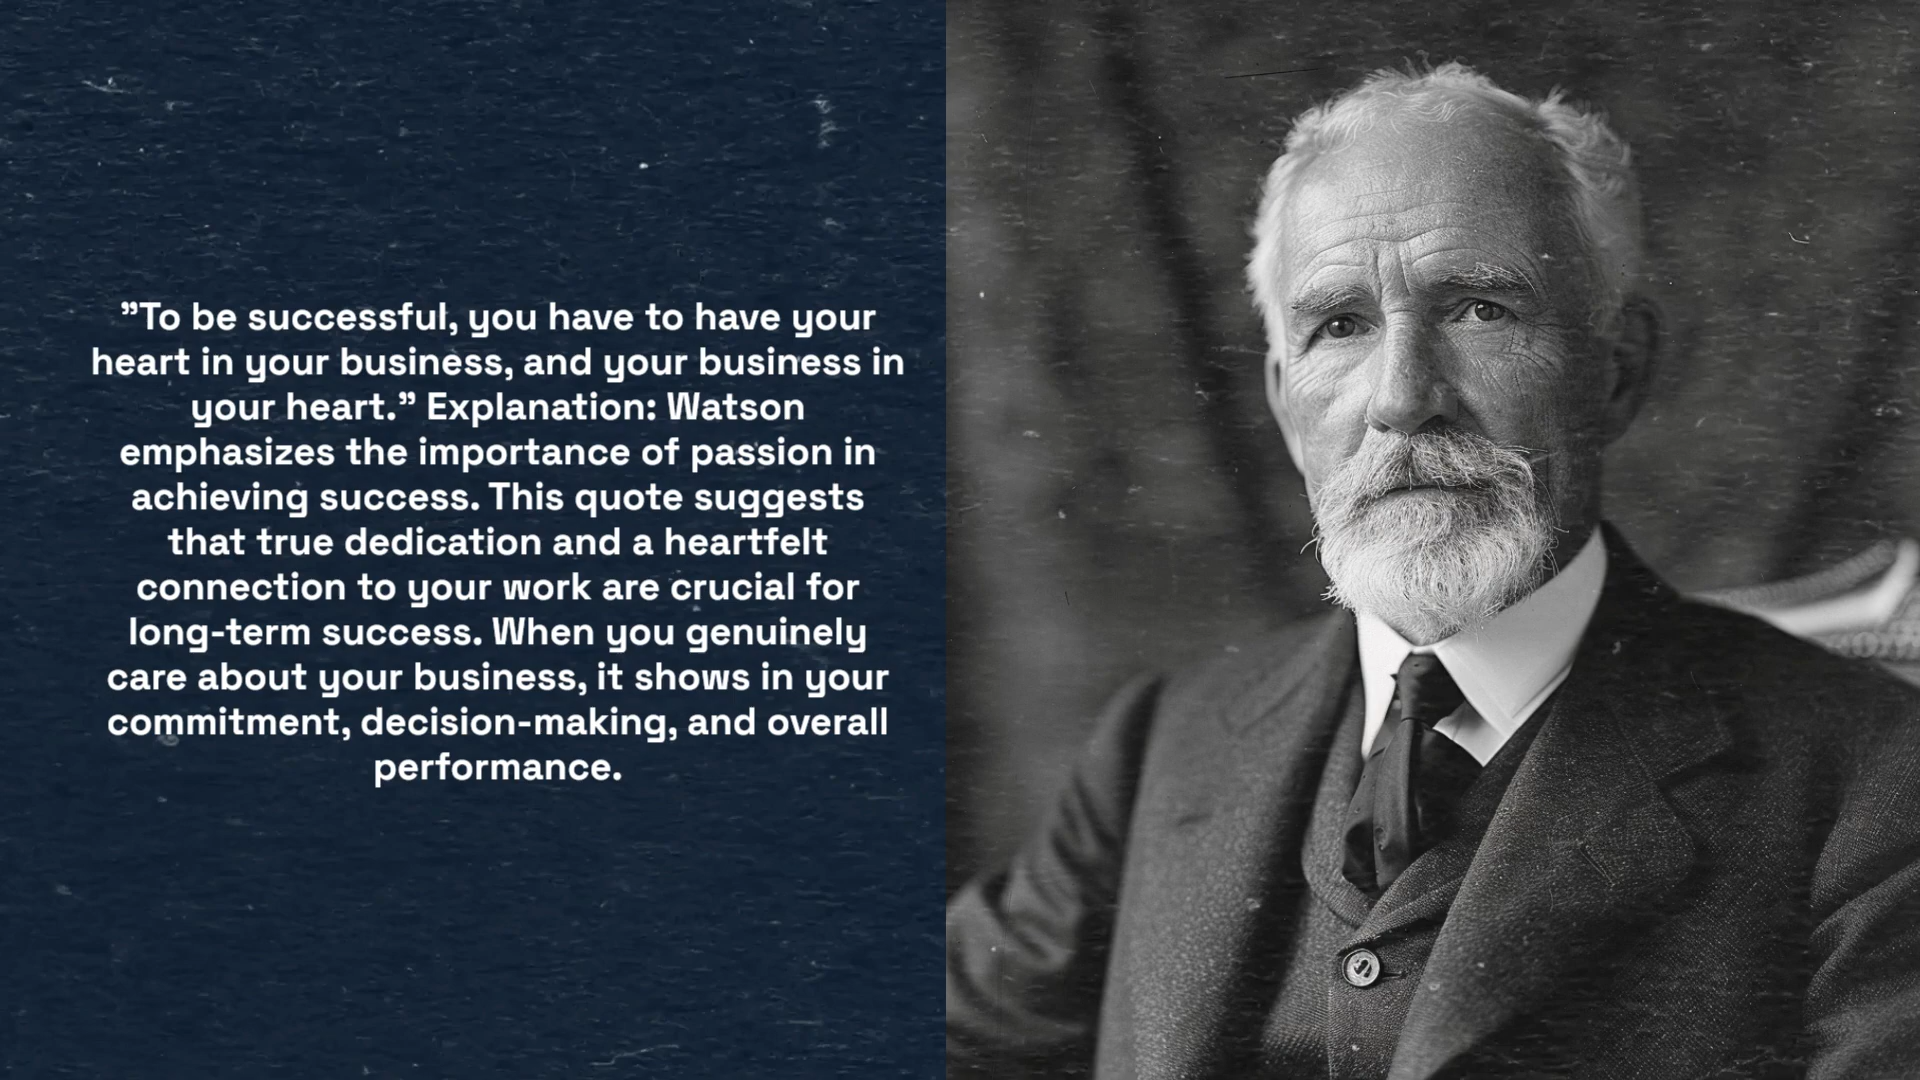 ”To be successful, you have to have your
heart in your business, and your business in
your heart.” Explanation: Watson
emphasizes the importance of passion in
achieving success. This quote suggests
that true dedication and a heartfelt
connection to your work are crucial for
long-term success. When you genuinely
care about your business, it shows in your
commitment, decision-making, and overall
performance.